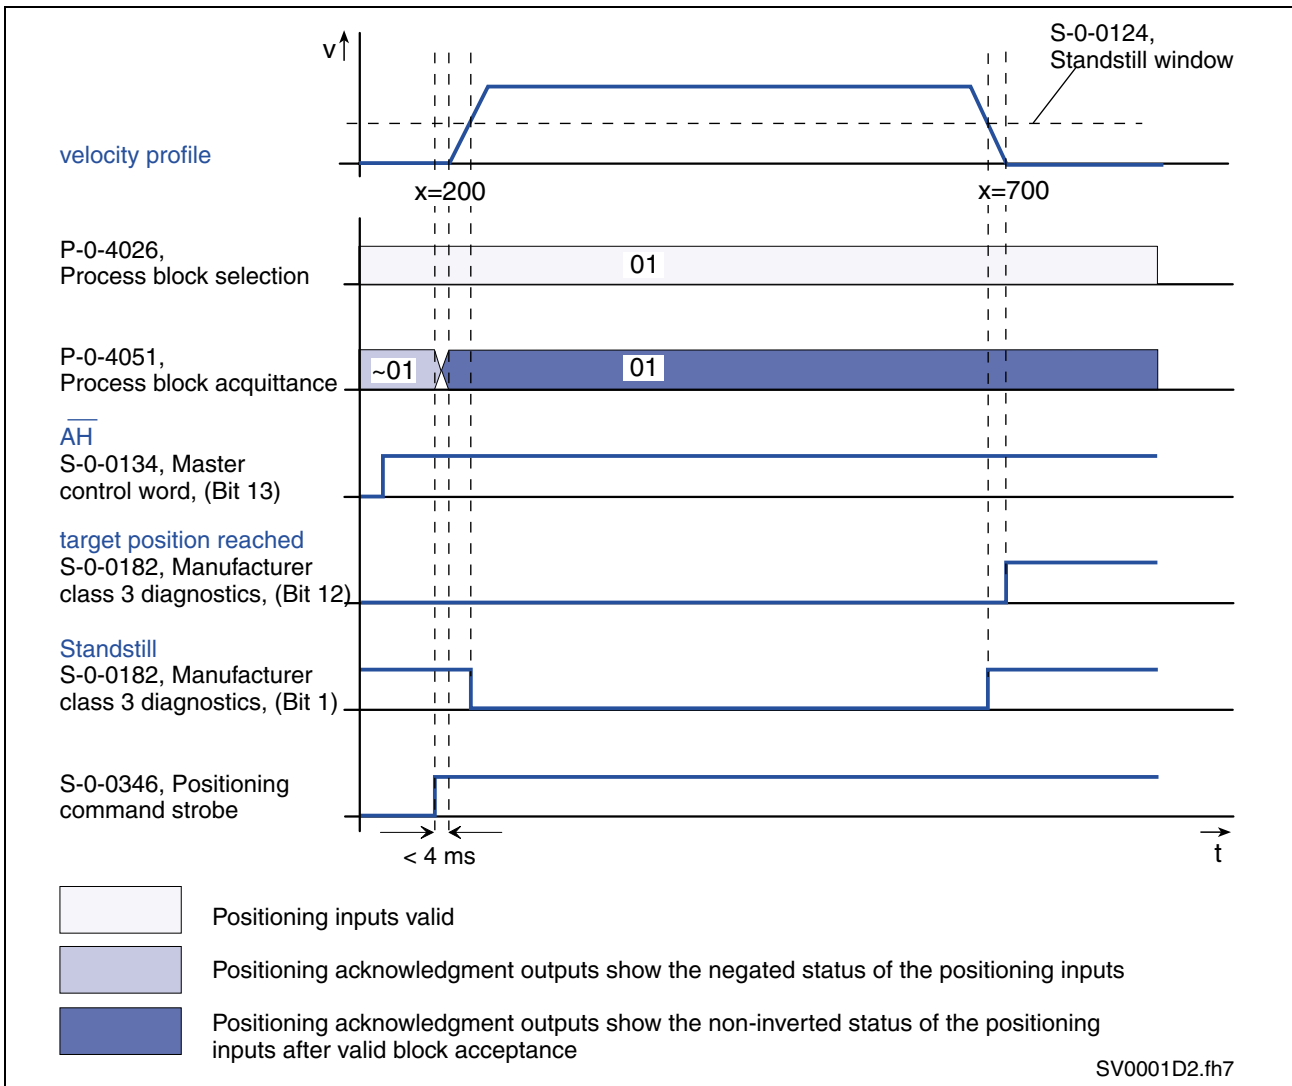 v
S-0-0124,
Standstill window
velocity profile
x=200
x=700
P-0-4026,
Process block selection
01
P-0-4051,
Process block acquittance
~01
01
AH
S-0-0134, Master
control word, (Bit 13)
target position reached
S-0-0182, Manufacturer
class 3 diagnostics, (Bit 12)
Standstill
S-0-0182, Manufacturer
class 3 diagnostics, (Bit 1)
S-0-0346, Positioning
command strobe
< 4 ms
t
Positioning inputs valid
Positioning acknowledgment outputs show the negated status of the positioning inputs
Positioning acknowledgment outputs show the non-inverted status of the positioning
inputs after valid block acceptance
SV0001D2.fh7